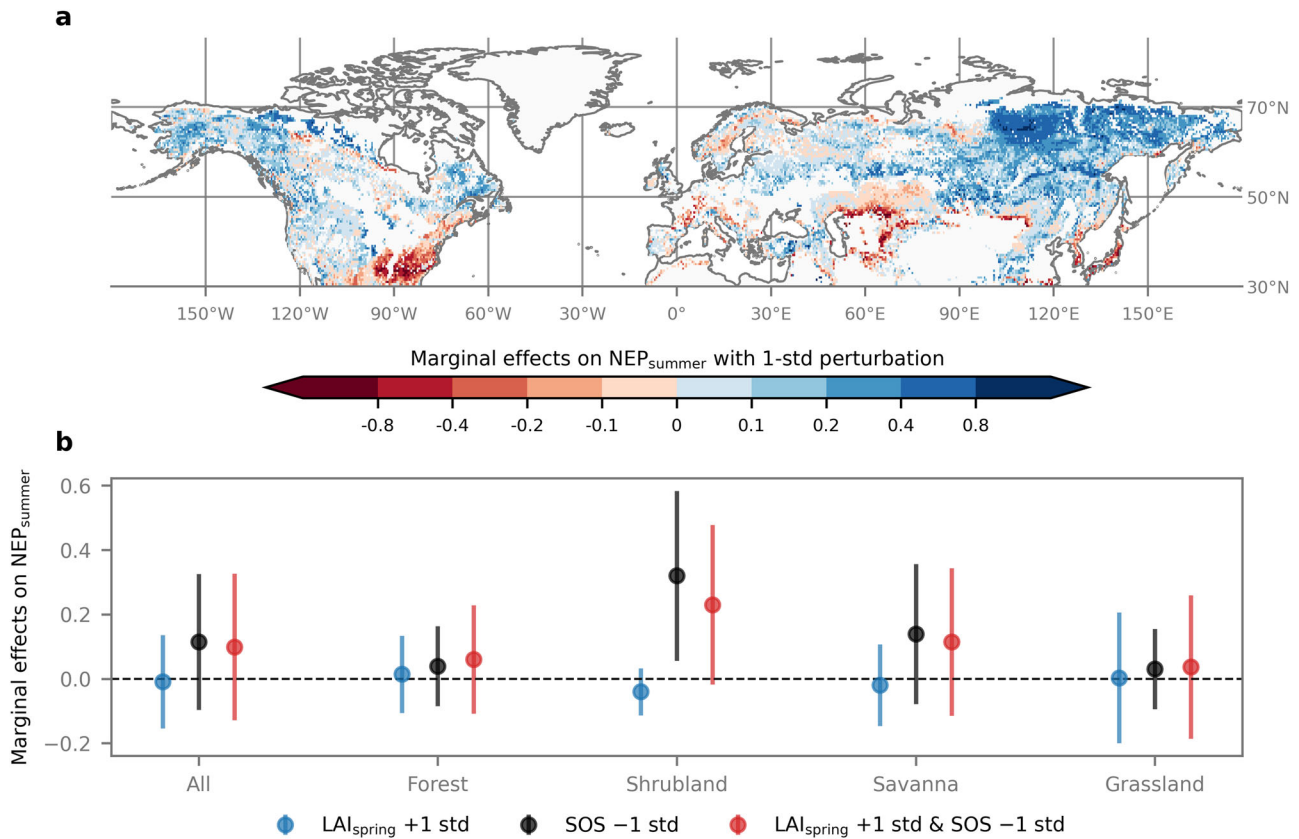 a
70°N
50°N
30°N
150°W 120°W 90°W 60°W 30°W 0° 30°E 60°E 90°E 120°E 150°E
Marginal effects on NEPsummer with 1-std perturbation
-0.8 -0.4 -0.2 -0.1 0 0.1 0.2 0.4 0.8
b
Marginal effects on NEPsummer
0.6
0.4
0.2
0.0
−0.2
All Forest Shrubland Savanna Grassland
LAIspring +1 std SOS −1 std LAIspring +1 std & SOS −1 std